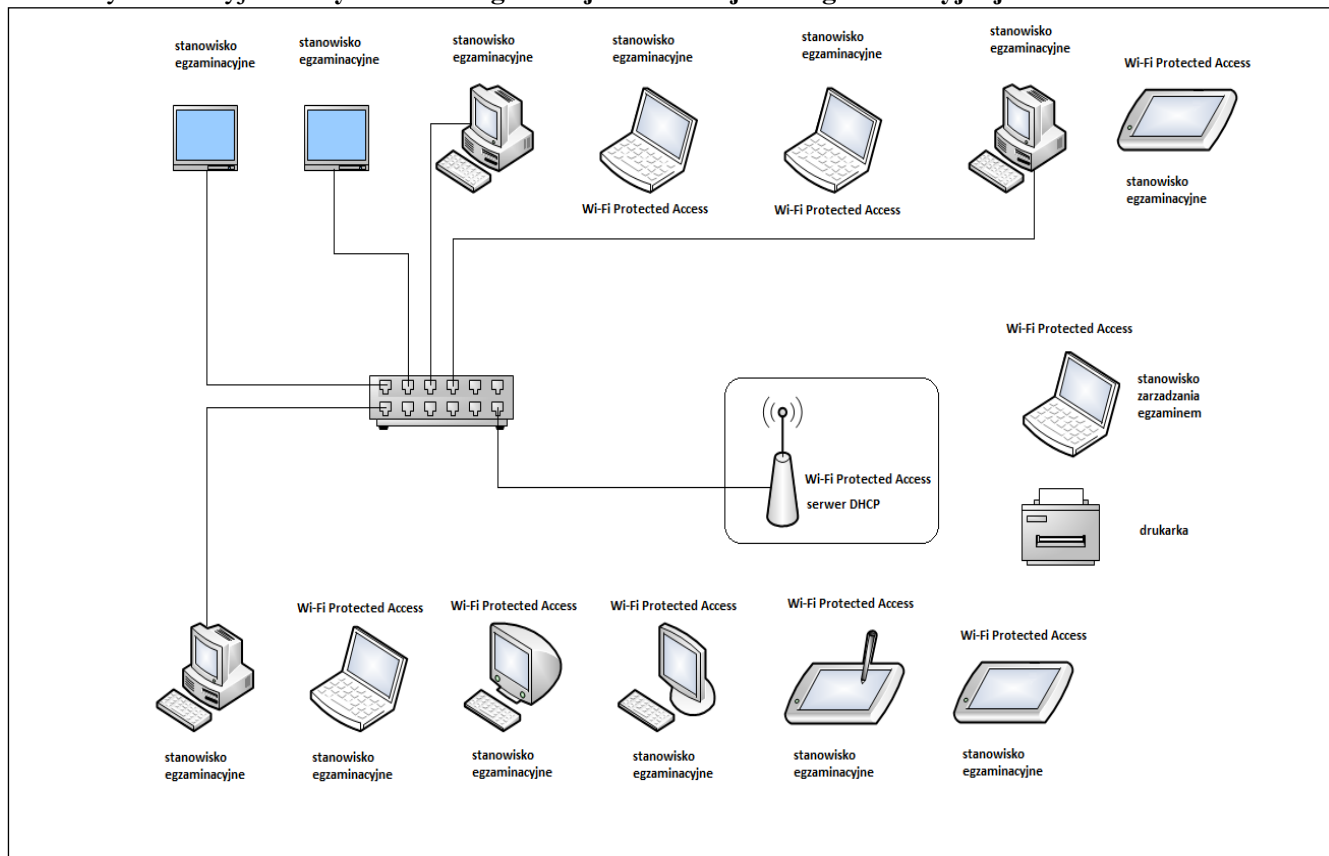 stanowisko
egzaminacyjne
stanowisko
egzaminacyjne
stanowisko
egzaminacyjne
stanowisko
egzaminacyjne
stanowisko
egzaminacyjne
stanowisko
egzaminacyjne
Wi-Fi Protected Access
stanowisko
egzaminacyjne
Wi-Fi Protected Access
Wi-Fi Protected Access
Wi-Fi Protected Access
stanowisko
zarzadzania
egzaminem
Wi-Fi Protected Access
serwer DHCP
drukarka
Wi-Fi Protected Access
Wi-Fi Protected Access
Wi-Fi Protected Access
Wi-Fi Protected Access
Wi-Fi Protected Access
stanowisko
egzaminacyjne
stanowisko
egzaminacyjne
stanowisko
egzaminacyjne
stanowisko
egzaminacyjne
stanowisko
egzaminacyjne
stanowisko
egzaminacyjne